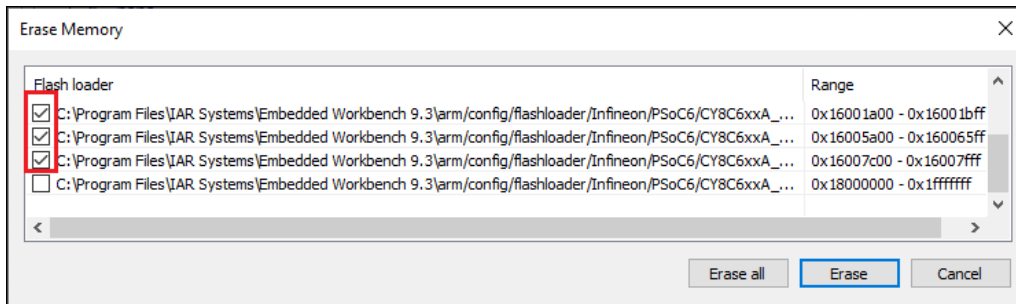 Erase Memory
Flash loader Range
C:\Program Files\IAR Systems\Embedded Workbench 9.3\arm/config/flashloader/Infineon/PSoC6/CY8C6xxA_... 0x16001a00 - 0x16001bff
C:\Program Files\IAR Systems\Embedded Workbench 9.3\arm/config/flashloader/Infineon/PSoC6/CY8C6xxA_... 0x16005a00 - 0x160065ff
C:\Program Files\IAR Systems\Embedded Workbench 9.3\arm/config/flashloader/Infineon/PSoC6/CY8C6xxA_... 0x16007c00 - 0x16007fff
C:\Program Files\IAR Systems\Embedded Workbench 9.3\arm/config/flashloader/Infineon/PSoC6/CY8C6xxA_... 0x18000000 - 0x1fffffff
Erase all Erase Cancel